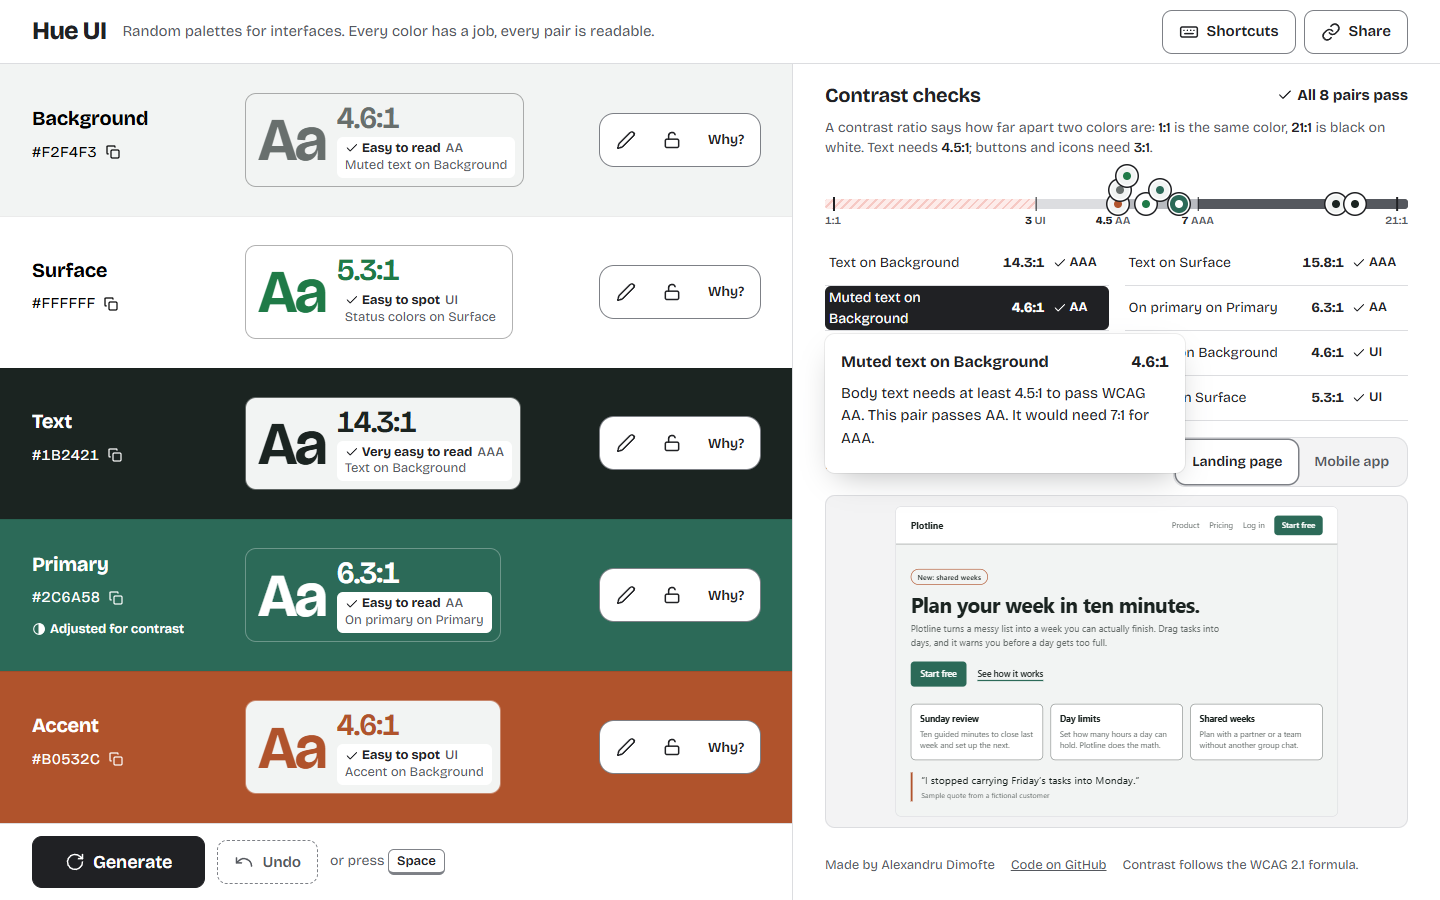 Hue UI
Random palettes for interfaces. Every color has a job, every pair is readable.
Shortcuts
Share
Background
#F2F4F3
Aa
4.6:1
Easy to read AA
Muted text on Background
Why?
Surface
#FFFFFF
Aa
5.3:1
Easy to spot UI
Status colors on Surface
Why?
Text
#1B2421
Aa
14.3:1
Very easy to read AAA
Text on Background
Why?
Primary
#2C6A58
Adjusted for contrast
Aa
6.3:1
Easy to read AA
On primary on Primary
Why?
Accent
#B0532C
Aa
4.6:1
Easy to spot UI
Accent on Background
Why?
Generate
Undo
or press Space
Contrast checks
All 8 pairs pass
A contrast ratio says how far apart two colors are: 1:1 is the same color, 21:1 is black on
white. Text needs 4.5:1; buttons and icons need 3:1.
1:1
3 UI
4.5 AA
7 AAA
21:1
Text on Background 14.3:1 AAA
Text on Surface 15.8:1 AAA
Muted text on
Background
4.6:1 AA
On primary on Primary 6.3:1 AA
n Background 4.6:1 UI
n Surface 5.3:1 UI
Muted text on Background 4.6:1
Body text needs at least 4.5:1 to pass WCAG
AA. This pair passes AA. It would need 7:1 for
AAA.
Landing page
Mobile app
Plotline
Product
Pricing
Log in
Start free
New: shared weeks
Plan your week in ten minutes.
Plotline turns a messy list into a week you can actually finish. Drag tasks into
days, and it warns you before a day gets too full.
Start free
See how it works
Sunday review
Ten guided minutes to close last
week and set up the next.
Day limits
Set how many hours a day can
hold. Plotline does the math.
Shared weeks
Plan with a partner or a team
without another group chat.
"I stopped carrying Friday's tasks into Monday."
Sample quote from a fictional customer
Made by Alexandru Dimofte
Code on GitHub
Contrast follows the WCAG 2.1 formula.